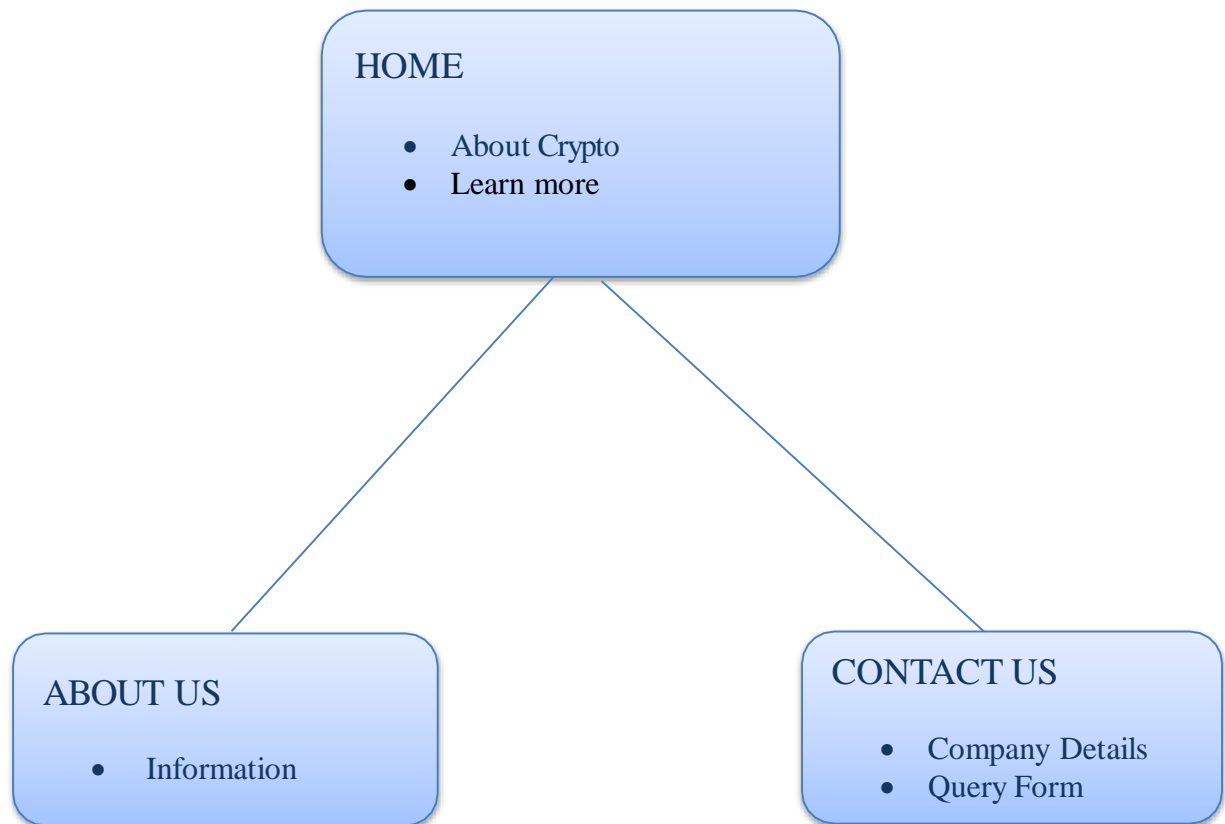 HOME
• About Crypto
• Learn more
ABOUT US
• Information
CONTACT US
• Company Details
• Query Form